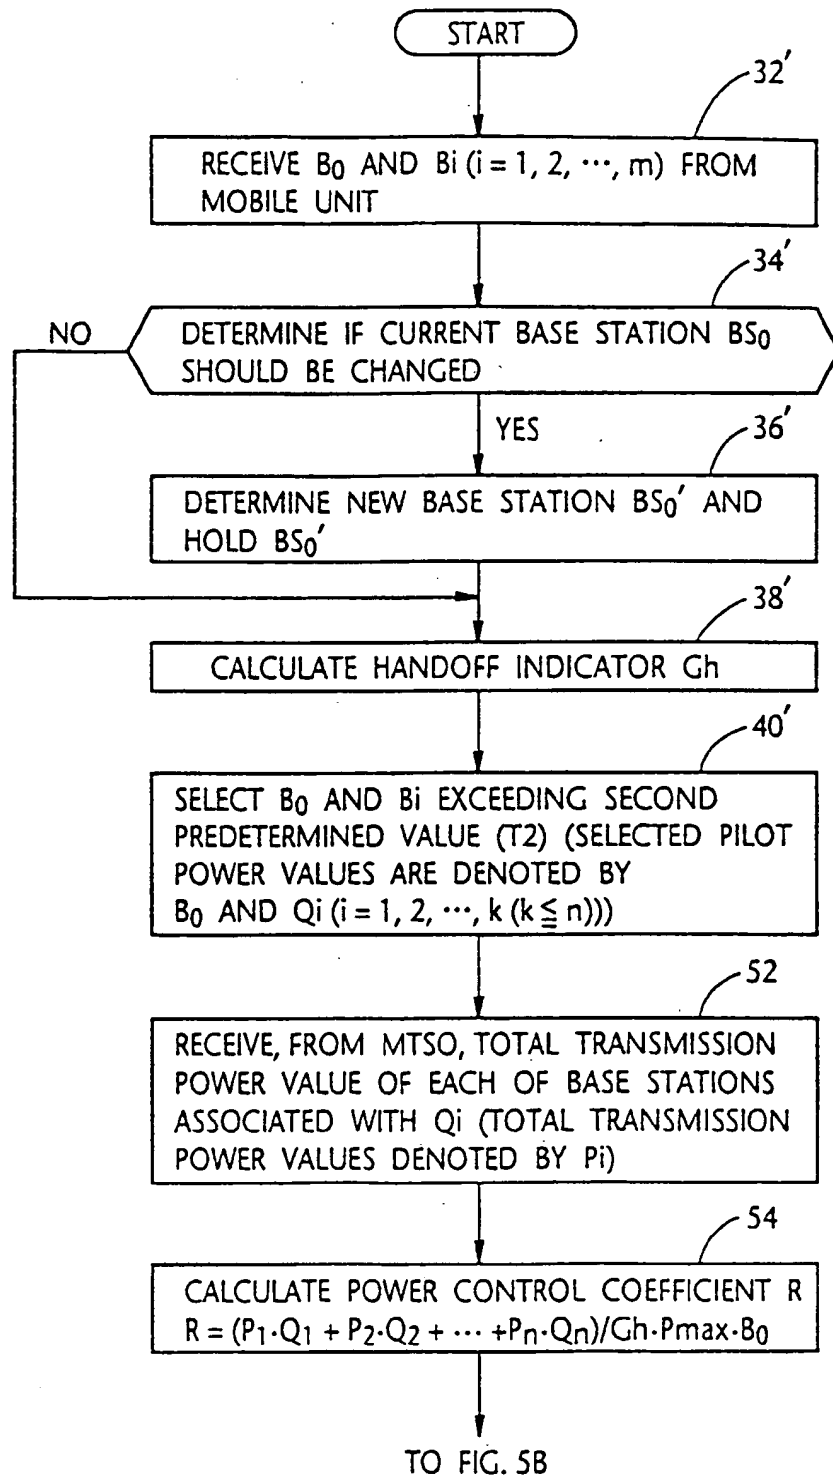 START
32'
RECEIVE B0 AND Bi (i = 1, 2, ···, m) FROM
MOBILE UNIT
34'
NO
DETERMINE IF CURRENT BASE STATION BS0
SHOULD BE CHANGED
YES
36'
DETERMINE NEW BASE STATION BS0' AND
HOLD BS0'
38'
CALCULATE HANDOFF INDICATOR Gh
40'
SELECT B0 AND Bi EXCEEDING SECOND
PREDETERMINED VALUE (T2) (SELECTED PILOT
POWER VALUES ARE DENOTED BY
B0 AND Qi (i = 1, 2, ···, k (k ≦ n)))
52
RECEIVE, FROM MTSO, TOTAL TRANSMISSION
POWER VALUE OF EACH OF BASE STATIONS
ASSOCIATED WITH Qi (TOTAL TRANSMISSION
POWER VALUES DENOTED BY Pi)
54
CALCULATE POWER CONTROL COEFFICIENT R
R = (P1·Q1 + P2·Q2 + ··· +Pn·Qn)/Gh·Pmax·B0
TO FIG. 5B